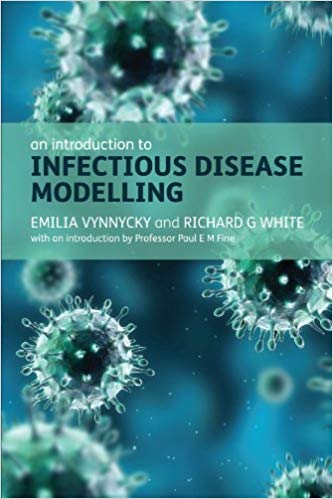 an introduction to
INFECTIOUS DISEASE
MODELLING
EMILIA VYNNYCKY and RICHARD G WHITE
with an introduction by Professor Paul E M Fine